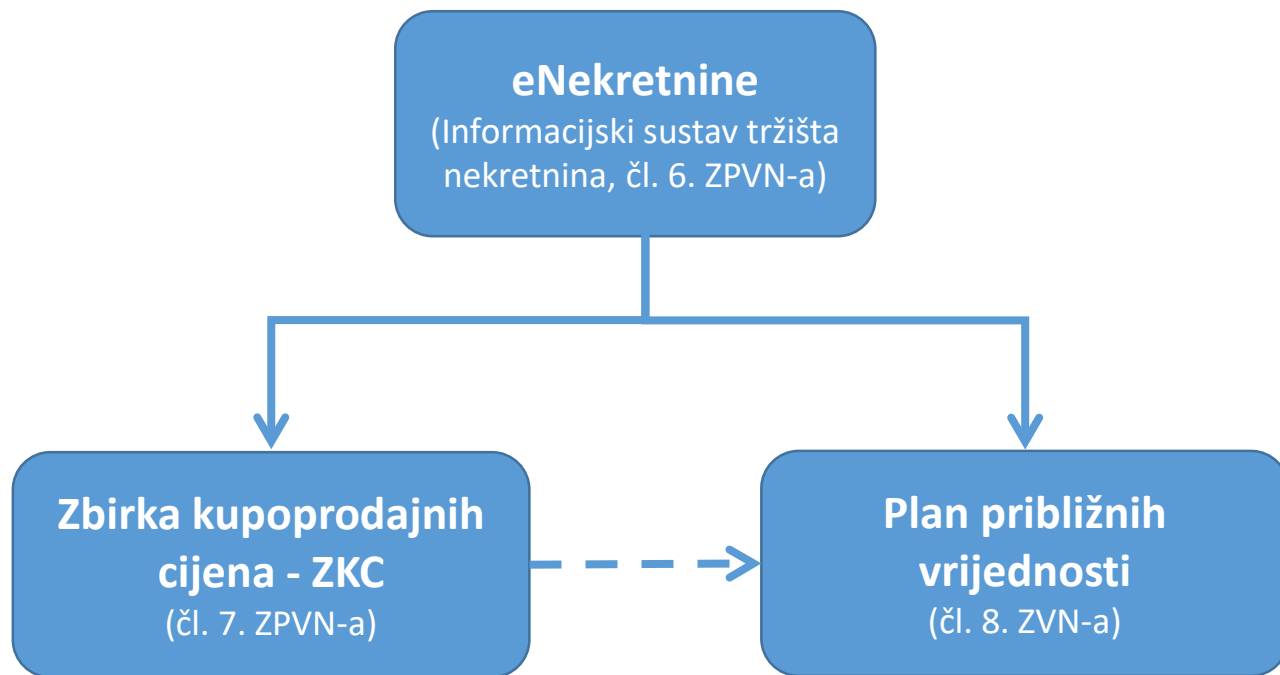 eNekretnine
(Informacijski sustav tržišta
nekretnina, čl. 6. ZPVN-a)
Zbirka kupoprodajnih
cijena - ZKC
(čl. 7. ZPVN-a)
Plan približnih
vrijednosti
(čl. 8. ZVN-a)